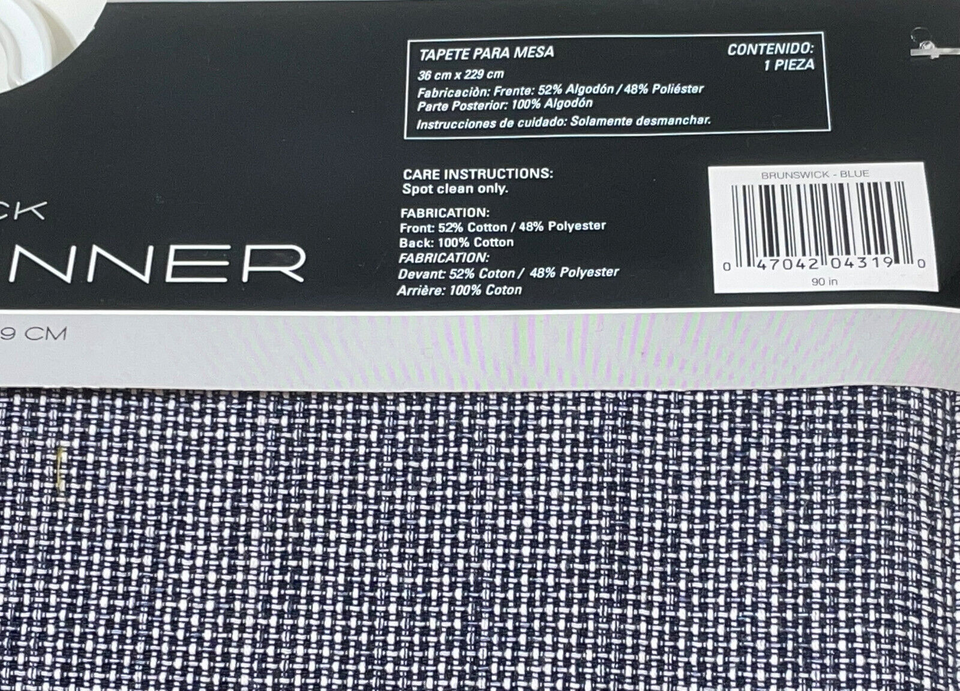 TAPETE PARA MESA
CONTENIDO:
1 PIEZA
36 cm x 229 cm
Fabricaciòn: Frente: 52% Algodón / 48% Poliéster
Parte Posterior: 100% Algodón
Instrucciones de cuidado: Solamente desmanchar.
CARE INSTRUCTIONS:
Spot clean only.
FABRICATION:
Front: 52% Cotton / 48% Polyester
Back: 100% Cotton
FABRICATION:
Devant: 52% Coton / 48% Polyester
Arrière: 100% Coton
BRUNSWICK - BLUE
0 47042 04319 0
90 in
CK
NNER
9 CM